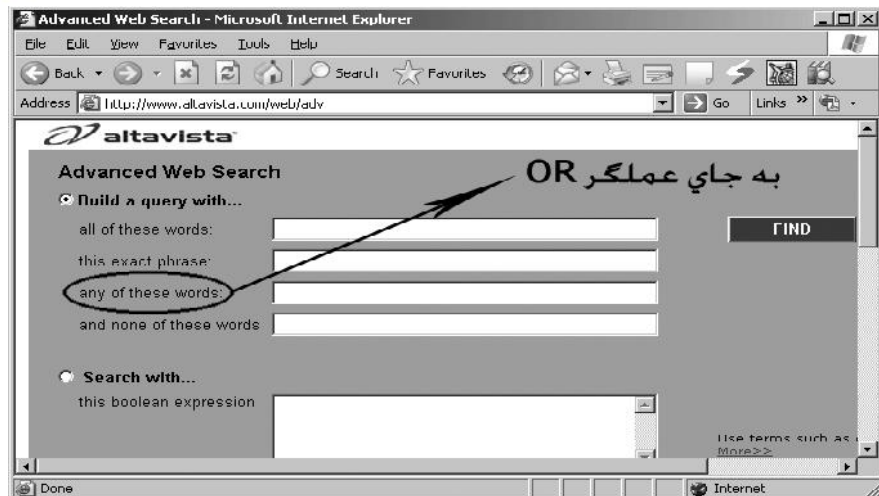 Advanced Web Search - Microsoft Internet Explorer
File Edit View Favorites Tools Help
Back Search Favorites
Address http://www.altavista.com/web/adv Go Links »
altavista
Advanced Web Search
به جاي عملگر OR
Build a query with...
all of these words:
FIND
this exact phrase:
any of these words:
and none of these words
Search with...
this boolean expression
Use terms such as
More>>
Done Internet